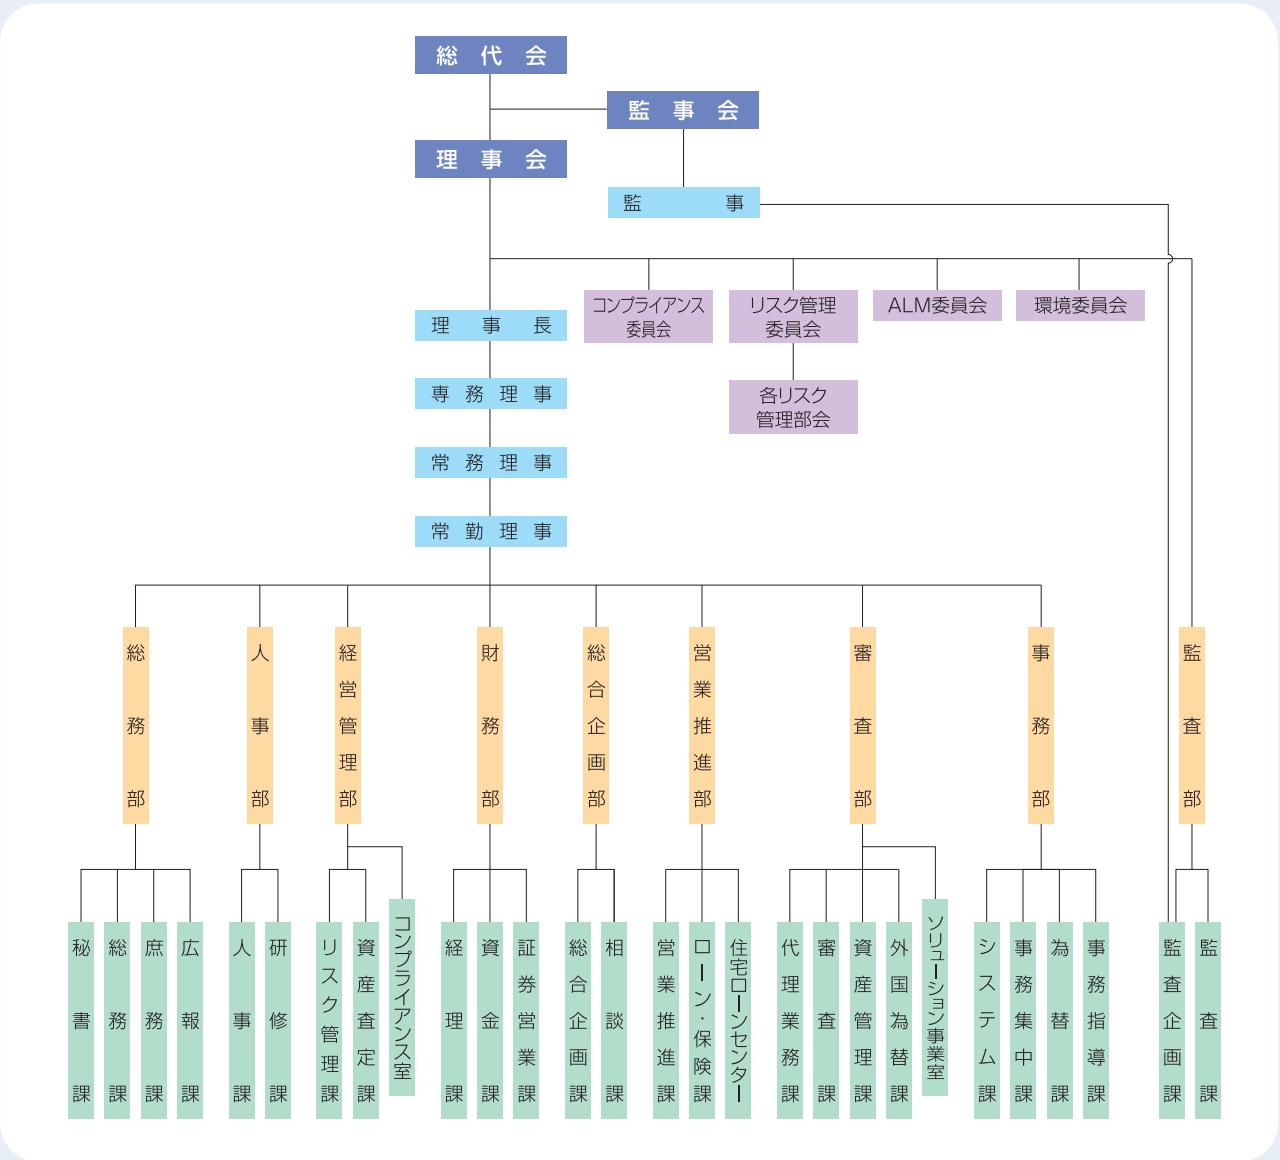 総代会
監事会
理事会
監事
コンプライアンス
委員会
リスク管理
委員会
ALM委員会
環境委員会
理事長
各リスク
管理部会
専務理事
常務理事
常勤理事
総務部
人事部
経営管理部
財務部
総合企画部
営業推進部
審査部
事務部
監査部
秘書課
総務課
庶務課
広報課
人事課
研修課
リスク管理課
資産査定課
コンプライアンス室
経理課
資金課
証券営業課
総合企画課
相談課
営業推進課
ローン・保険課
住宅ローンセンター
代理業務課
審査課
資産管理課
外国為替課
ソリューション事業室
システム課
事務集中課
為替課
事務指導課
監査企画課
監査課